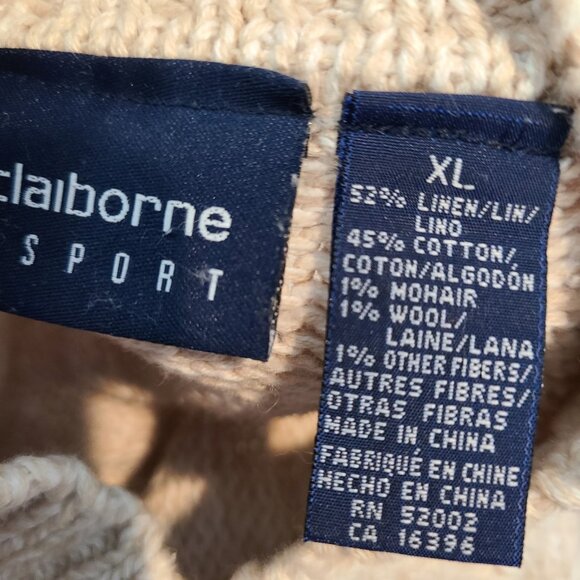 claiborne
SPORT
XL
52% LINEN/LIN/
LINO
45% COTTON/
COTON/ALGODÓN
1% MOHAIR
1% WOOL/
LAINE/LANA
1% OTHER FIBERS/
AUTRES FIBRES/
OTRAS FIBRAS
MADE IN CHINA
FABRIQUÉ EN CHINE
HECHO EN CHINA
RN 52002
CA 16396